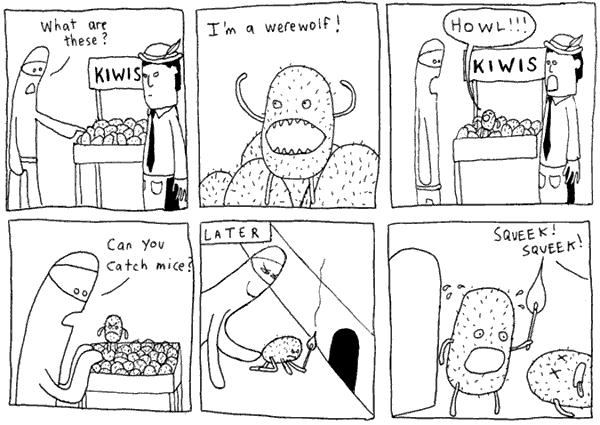 What are
these?
KIWIS
I'm a werewolf!
HOWL!!!
KIWIS
Can you
catch mice?
LATER
SQUEEK!
SQUEEK!